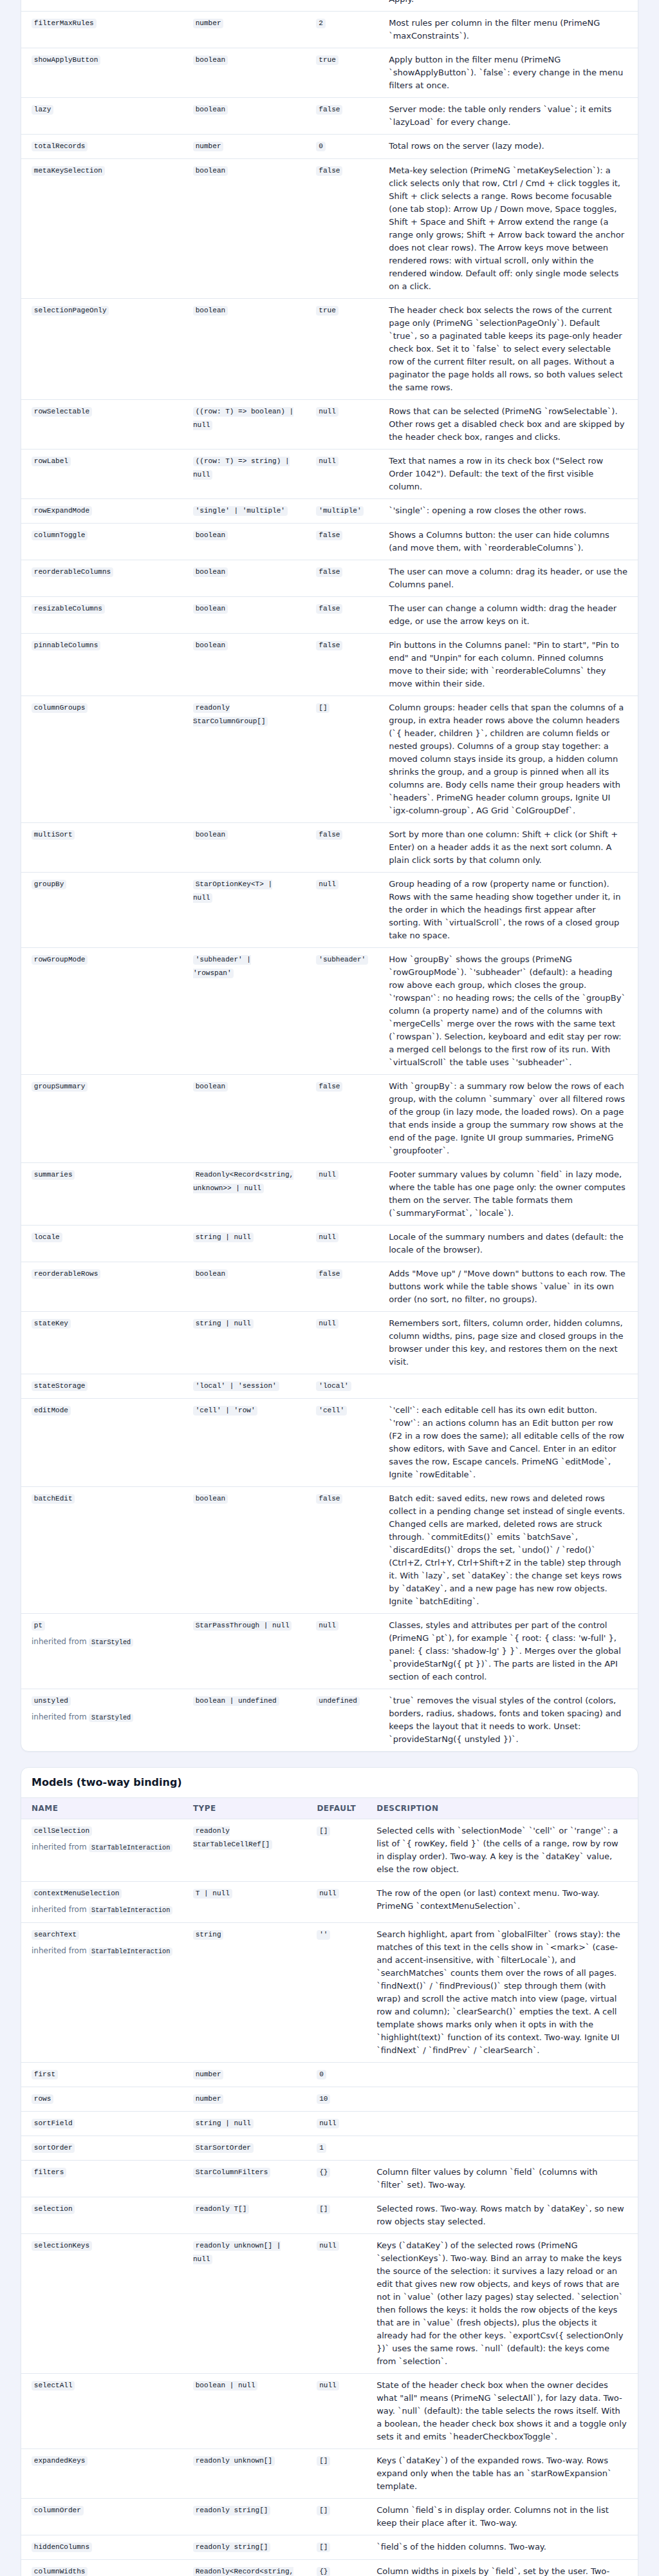 Apply.
filterMaxRules number 2 Most rules per column in the filter menu (PrimeNG
`maxConstraints`).
showApplyButton boolean true Apply button in the filter menu (PrimeNG
`showApplyButton`). `false`: every change in the menu
filters at once.
lazy boolean false Server mode: the table only renders `value`; it emits
`lazyLoad` for every change.
totalRecords number 0 Total rows on the server (lazy mode).
metaKeySelection boolean false Meta-key selection (PrimeNG `metaKeySelection`): a
click selects only that row, Ctrl / Cmd + click toggles it,
Shift + click selects a range. Rows become focusable
(one tab stop): Arrow Up / Down move, Space toggles,
Shift + Space and Shift + Arrow extend the range (a
range only grows; Shift + Arrow back toward the anchor
does not clear rows). The Arrow keys move between
rendered rows: with virtual scroll, only within the
rendered window. Default off: only single mode selects
on a click.
selectionPageOnly boolean true The header check box selects the rows of the current
page only (PrimeNG `selectionPageOnly`). Default
`true`, so a paginated table keeps its page-only header
check box. Set it to `false` to select every selectable
row of the current filter result, on all pages. Without a
paginator the page holds all rows, so both values select
the same rows.
rowSelectable ((row: T) => boolean) | null Rows that can be selected (PrimeNG `rowSelectable`).
null Other rows get a disabled check box and are skipped by
the header check box, ranges and clicks.
rowLabel ((row: T) => string) | null Text that names a row in its check box ("Select row
null Order 1042"). Default: the text of the first visible
column.
rowExpandMode 'single' | 'multiple' 'multiple' `'single'`: opening a row closes the other rows.
columnToggle boolean false Shows a Columns button: the user can hide columns
(and move them, with `reorderableColumns`).
reorderableColumns boolean false The user can move a column: drag its header, or use the
Columns panel.
resizableColumns boolean false The user can change a column width: drag the header
edge, or use the arrow keys on it.
pinnableColumns boolean false Pin buttons in the Columns panel: "Pin to start", "Pin to
end" and "Unpin" for each column. Pinned columns
move to their side; with `reorderableColumns` they
move within their side.
columnGroups readonly [] Column groups: header cells that span the columns of a
StarColumnGroup[] group, in extra header rows above the column headers
(`{ header, children }`, children are column fields or
nested groups). Columns of a group stay together: a
moved column stays inside its group, a hidden column
shrinks the group, and a group is pinned when all its
columns are. Body cells name their group headers with
`headers`. PrimeNG header column groups, Ignite UI
`igx-column-group`, AG Grid `ColGroupDef`.
multiSort boolean false Sort by more than one column: Shift + click (or Shift +
Enter) on a header adds it as the next sort column. A
plain click sorts by that column only.
groupBy StarOptionKey<T> | null Group heading of a row (property name or function).
null Rows with the same heading show together under it, in
the order in which the headings first appear after
sorting. With `virtualScroll`, the rows of a closed group
take no space.
rowGroupMode 'subheader' | 'subheader' How `groupBy` shows the groups (PrimeNG
'rowspan' `rowGroupMode`). `'subheader'` (default): a heading
row above each group, which closes the group.
`'rowspan'`: no heading rows; the cells of the `groupBy`
column (a property name) and of the columns with
`mergeCells` merge over the rows with the same text
(`rowspan`). Selection, keyboard and edit stay per row:
a merged cell belongs to the first row of its run. With
`virtualScroll` the table uses `'subheader'`.
groupSummary boolean false With `groupBy`: a summary row below the rows of each
group, with the column `summary` over all filtered rows
of the group (in lazy mode, the loaded rows). On a page
that ends inside a group the summary row shows at the
end of the page. Ignite UI group summaries, PrimeNG
`groupfooter`.
summaries Readonly<Record<string, null Footer summary values by column `field` in lazy mode,
unknown>> | null where the table has one page only: the owner computes
them on the server. The table formats them
(`summaryFormat`, `locale`).
locale string | null null Locale of the summary numbers and dates (default: the
locale of the browser).
reorderableRows boolean false Adds "Move up" / "Move down" buttons to each row. The
buttons work while the table shows `value` in its own
order (no sort, no filter, no groups).
stateKey string | null null Remembers sort, filters, column order, hidden columns,
column widths, pins, page size and closed groups in the
browser under this key, and restores them on the next
visit.
stateStorage 'local' | 'session' 'local'
editMode 'cell' | 'row' 'cell' `'cell'`: each editable cell has its own edit button.
`'row'`: an actions column has an Edit button per row
(F2 in a row does the same); all editable cells of the row
show editors, with Save and Cancel. Enter in an editor
saves the row, Escape cancels. PrimeNG `editMode`,
Ignite `rowEditable`.
batchEdit boolean false Batch edit: saved edits, new rows and deleted rows
collect in a pending change set instead of single events.
Changed cells are marked, deleted rows are struck
through. `commitEdits()` emits `batchSave`,
`discardEdits()` drops the set, `undo()` / `redo()`
(Ctrl+Z, Ctrl+Y, Ctrl+Shift+Z in the table) step through
it. With `lazy`, set `dataKey`: the change set keys rows
by `dataKey`, and a new page has new row objects.
Ignite `batchEditing`.
pt StarPassThrough | null null Classes, styles and attributes per part of the control
inherited from StarStyled (PrimeNG `pt`), for example `{ root: { class: 'w-full' },
panel: { class: 'shadow-lg' } }`. Merges over the global
`provideStarNg({ pt })`. The parts are listed in the API
section of each control.
unstyled boolean | undefined undefined `true` removes the visual styles of the control (colors,
inherited from StarStyled borders, radius, shadows, fonts and token spacing) and
keeps the layout that it needs to work. Unset:
`provideStarNg({ unstyled })`.
Models (two-way binding)
NAME TYPE DEFAULT DESCRIPTION
cellSelection readonly [] Selected cells with `selectionMode` `'cell'` or `'range'`: a
inherited from StarTableInteraction StarTableCellRef[] list of `{ rowKey, field }` (the cells of a range, row by row
in display order). Two-way. A key is the `dataKey` value,
else the row object.
contextMenuSelection T | null null The row of the open (or last) context menu. Two-way.
inherited from StarTableInteraction PrimeNG `contextMenuSelection`.
searchText string '' Search highlight, apart from `globalFilter` (rows stay): the
inherited from StarTableInteraction matches of this text in the cells show in `<mark>` (case-
and accent-insensitive, with `filterLocale`), and
`searchMatches` counts them over the rows of all pages.
`findNext()` / `findPrevious()` step through them (with
wrap) and scroll the active match into view (page, virtual
row and column); `clearSearch()` empties the text. A cell
template shows marks only when it opts in with the
`highlight(text)` function of its context. Two-way. Ignite UI
`findNext` / `findPrev` / `clearSearch`.
first number 0
rows number 10
sortField string | null null
sortOrder StarSortOrder 1
filters StarColumnFilters {} Column filter values by column `field` (columns with
`filter` set). Two-way.
selection readonly T[] [] Selected rows. Two-way. Rows match by `dataKey`, so new
row objects stay selected.
selectionKeys readonly unknown[] | null Keys (`dataKey`) of the selected rows (PrimeNG
null `selectionKeys`). Two-way. Bind an array to make the keys
the source of the selection: it survives a lazy reload or an
edit that gives new row objects, and keys of rows that are
not in `value` (other lazy pages) stay selected. `selection`
then follows the keys: it holds the row objects of the keys
that are in `value` (fresh objects), plus the objects it
already had for the other keys. `exportCsv({ selectionOnly
})` uses the same rows. `null` (default): the keys come
from `selection`.
selectAll boolean | null null State of the header check box when the owner decides
what "all" means (PrimeNG `selectAll`), for lazy data. Two-
way. `null` (default): the table selects the rows itself. With
a boolean, the header check box shows it and a toggle only
sets it and emits `headerCheckboxToggle`.
expandedKeys readonly unknown[] [] Keys (`dataKey`) of the expanded rows. Two-way. Rows
expand only when the table has an `starRowExpansion`
template.
columnOrder readonly string[] [] Column `field`s in display order. Columns not in the list
keep their place after it. Two-way.
hiddenColumns readonly string[] [] `field`s of the hidden columns. Two-way.
columnWidths Readonly<Record<string, {} Column widths in pixels by `field`, set by the user. Two-